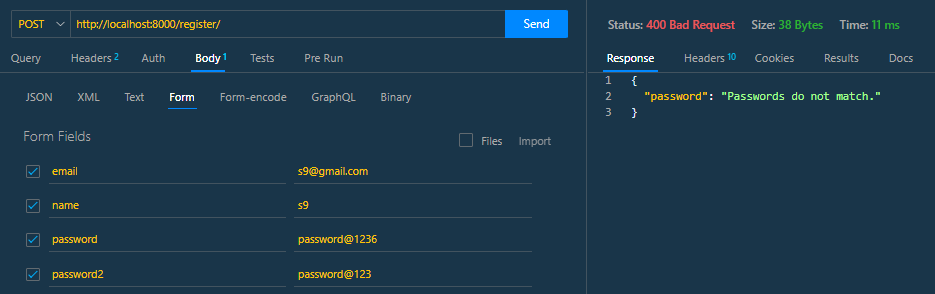 POST http://localhost:8000/register/ Send
Status: 400 Bad Request Size: 38 Bytes Time: 11 ms
Query Headers 2 Auth Body 1 Tests Pre Run
Response Headers 10 Cookies Results Docs
JSON XML Text Form Form-encode GraphQL Binary
1 {
2 "password": "Passwords do not match."
3 }
Form Fields Files Import
email s9@gmail.com
name s9
password password@1236
password2 password@123